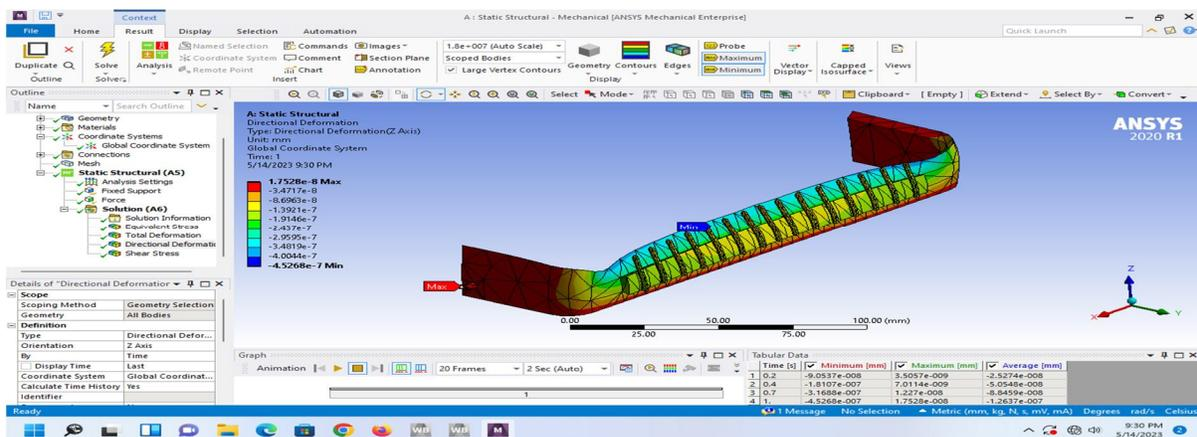 Context
A : Static Structural - Mechanical [ANSYS Mechanical Enterprise]
File Home Result Display Selection Automation
Quick Launch
Duplicate Q
Outline
Solve
Solver
Analysis
Named Selection
Coordinate System
Remote Point
Commands
Comment
Chart
Images
Section Plane
Annotation
Insert
1.8e+007 (Auto Scale)
Scoped Bodies
Large Vertex Contours
Geometry Contours Edges
Display
Probe
Maximum
Minimum
Vector
Display
Capped
Isosurface
Views
Outline
Name Search Outline
Select Mode Clipboard [ Empty ] Extend Select By Convert
Geometry
Materials
Coordinate Systems
Global Coordinate System
Connections
Mesh
Static Structural (A5)
Analysis Settings
Fixed Support
Force
Solution (A6)
Solution Information
Equivalent Stress
Total Deformation
Directional Deformatic
Shear Stress
A: Static Structural
Directional Deformation
Type: Directional Deformation(Z Axis)
Unit: mm
Global Coordinate System
Time: 1
5/14/2023 9:30 PM
1.7528e-8 Max
-3.4717e-8
-8.6963e-8
-1.3921e-7
-1.9146e-7
-2.437e-7
-2.9595e-7
-3.4819e-7
-4.0044e-7
-4.5268e-7 Min
ANSYS
2020 R1
Min
Max
0.00 50.00 100.00 (mm)
25.00 75.00
Z
X
Y
Details of "Directional Deformatior
Scope
Scoping Method Geometry Selection
Geometry All Bodies
Definition
Type Directional Defor...
Orientation Z Axis
By Time
Display Time Last
Coordinate System Global Coordinat...
Calculate Time History Yes
Identifier
Graph
Animation 20 Frames 2 Sec (Auto)
1
Tabular Data
Time [s] Minimum [mm] Maximum [mm] Average [mm]
1 0.2 -9.0537e-008 3.5057e-009 -2.5274e-008
2 0.4 -1.8107e-007 7.0114e-009 -5.0548e-008
3 0.7 -3.1688e-007 1.227e-008 -8.8459e-008
4 1. -4.5268e-007 1.7528e-008 -1.2637e-007
Ready
1 Message No Selection Metric (mm, kg, N, s, mV, mA) Degrees rad/s Celsius
WB WB M
9:30 PM
5/14/2023
2